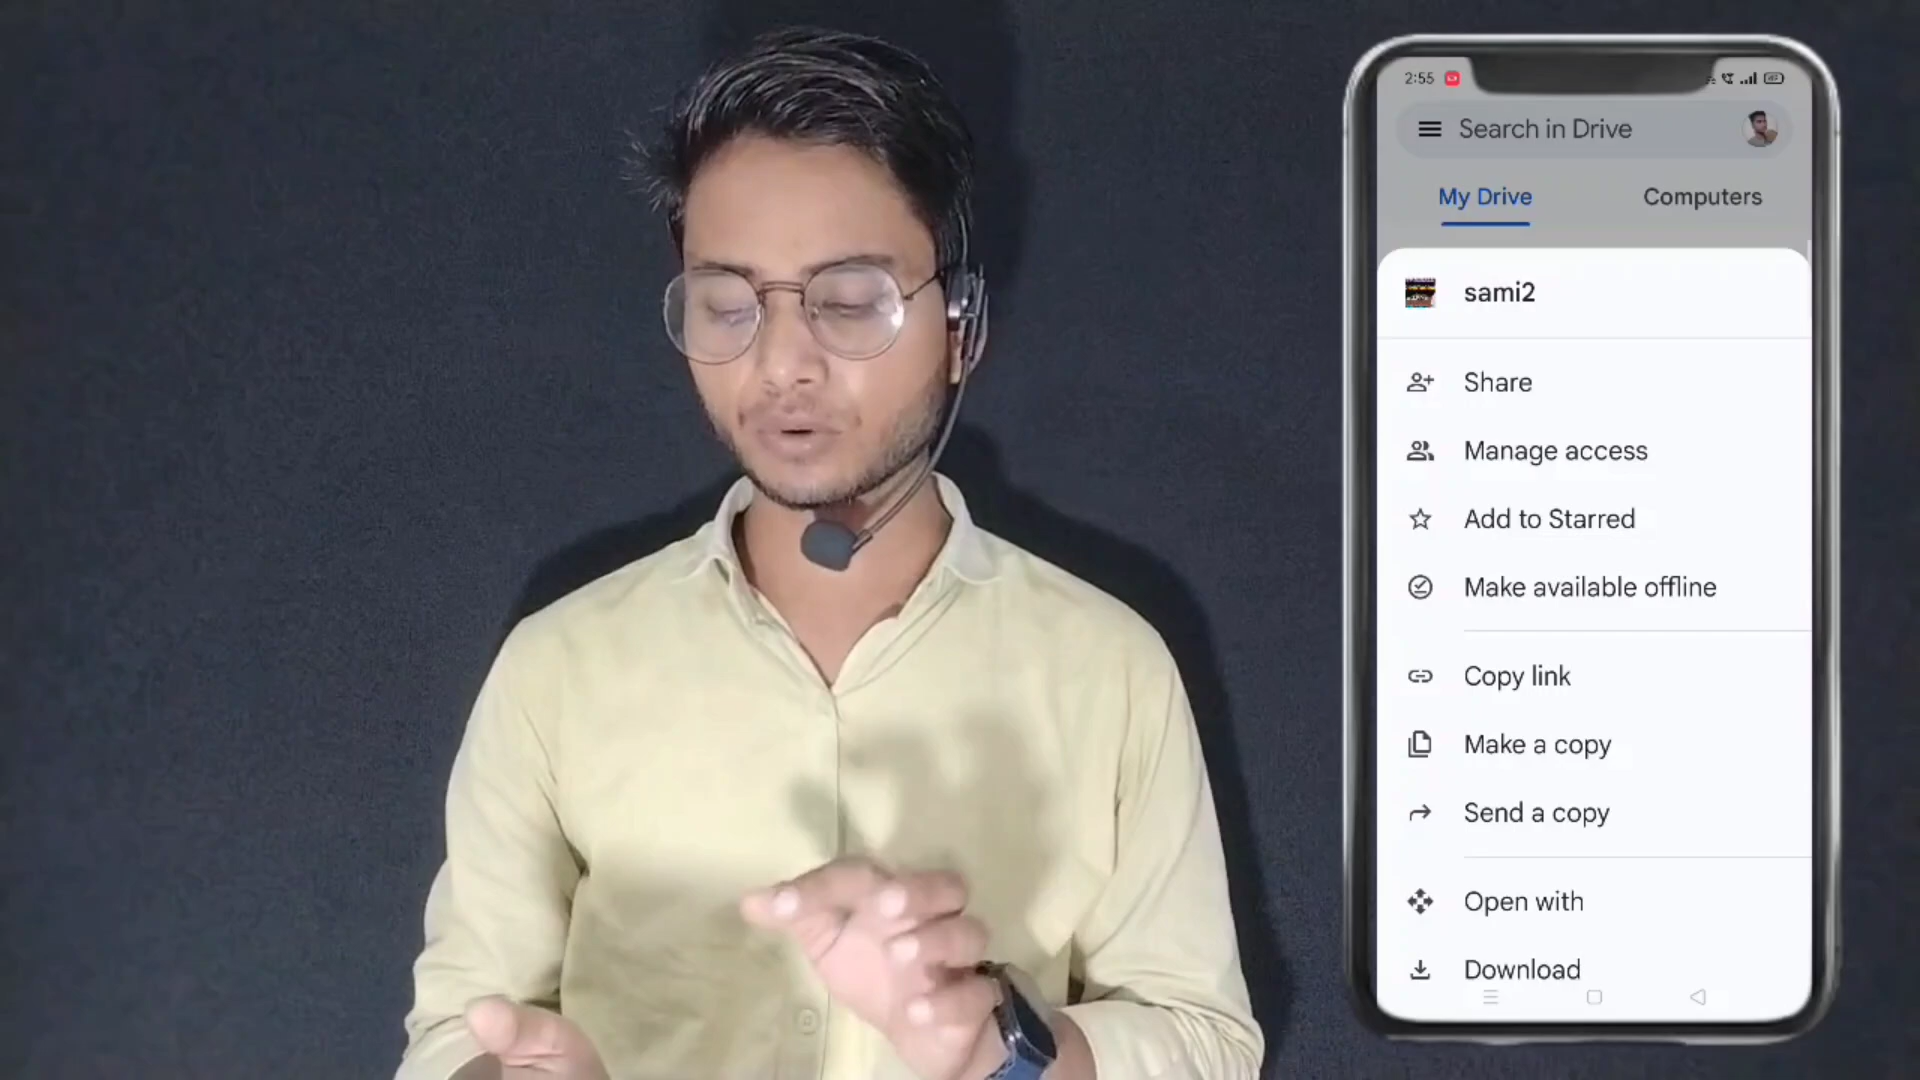 2:55
Search in Drive
My Drive
Computers
sami2
Share
Manage access
Add to Starred
Make available offline
Copy link
Make a copy
Send a copy
Open with
Download